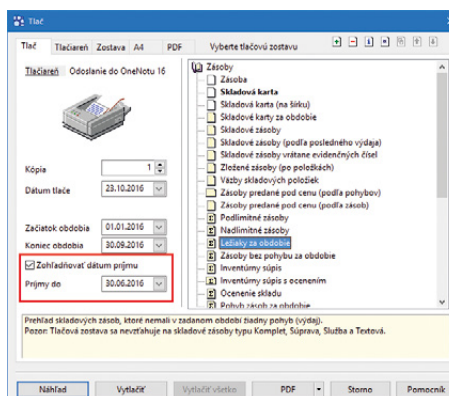 Tlač
Tlač Tlačiareň Zostava A4 PDF Vyberte tlačovú zostavu
Tlačiareň Odoslanie do OneNotu 16
Kópia 1
Dátum tlače 23.10.2016
Začiatok obdobia 01.01.2016
Koniec obdobia 30.09.2016
Zohľadňovať dátum príjmu
Príjmy do 30.06.2016
Zásoby
Zásoba
Skladová karta
Skladová karta (na šírku)
Skladové karty za obdobie
Skladové zásoby
Skladové zásoby (podľa posledného výdaja)
Skladové zásoby vrátane evidenčných čísel
Zložené zásoby (po položkách)
Väzby skladových položiek
Zásoby predané pod cenu (podľa pohybov)
Zásoby predané pod cenu (podľa zásob)
Podlimitné zásoby
Nadlimitné zásoby
Ležiaky za obdobie
Zásoby bez pohybu za obdobie
Inventúrny súpis
Inventúrny súpis s ocenením
Ocenenie skladu
Pohyb zásob za obdobie
Prehľad skladových zásob, ktoré nemali v zadanom období žiadny pohyb (výdaj).
Pozor: Tlačová zostava sa nevzťahuje na skladové zásoby typu Komplet, Súprava, Služba a Textová.
Náhľad Vytlačiť Vytlačiť všetko PDF Storno Pomocník